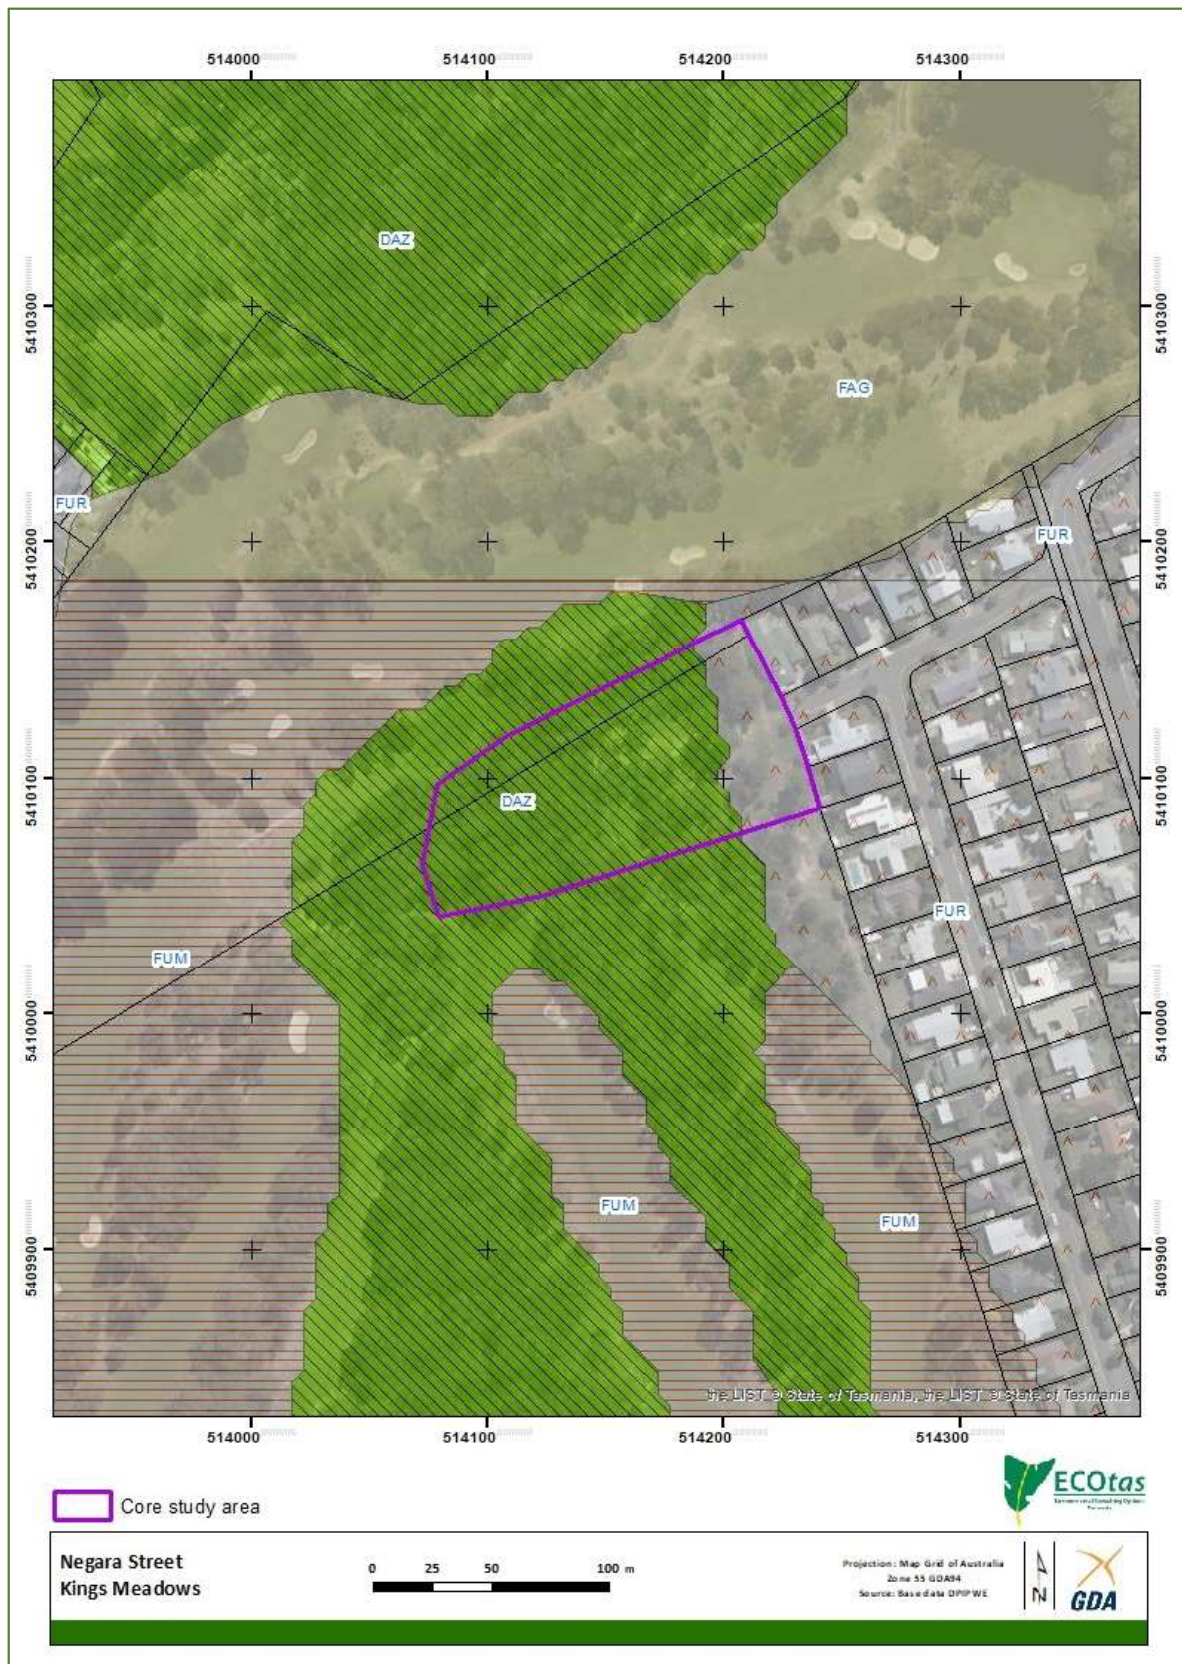 514000 514100 514200 514300
DAZ
5410300 5410300
FAG
FUR
5410200 FUR 5410200
5410100 5410100
DAZ
FUR
FUM
5410000 5410000
FUM
FUM
5409900 5409900
the LIST © State of Tasmania, the LIST © State of Tasmania
514000 514100 514200 514300
Core study area
ECOtas
Negara Street
Kings Meadows
0 25 50 100 m
Projection: Map Grid of Australia
Zone 55 GDA94
Source: Base data DPIPWE
N
GDA